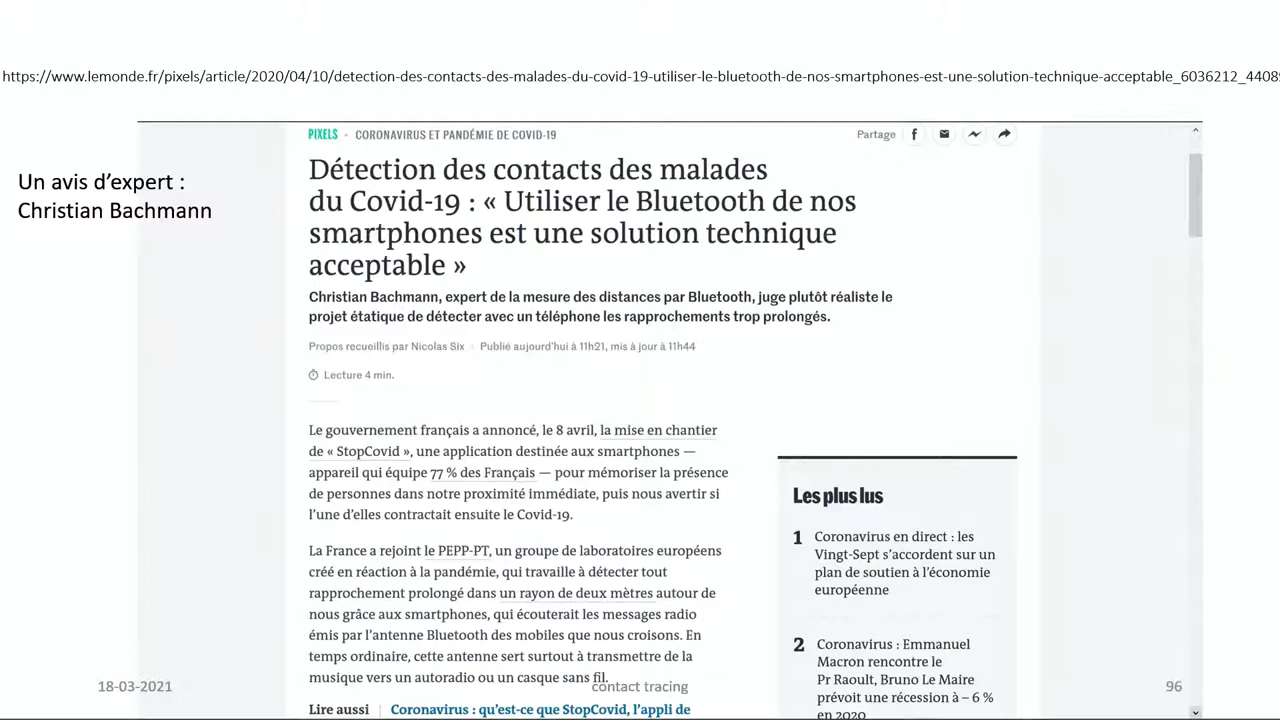 https://www.lemonde.fr/pixels/article/2020/04/10/detection-des-contacts-des-malades-du-covid-19-utiliser-le-bluetooth-de-nos-smartphones-est-une-solution-technique-acceptable_6036212_4408
Un avis d’expert :
Christian Bachmann
PIXELS • CORONAVIRUS ET PANDÉMIE DE COVID-19
Partage
Détection des contacts des malades
du Covid-19 : « Utiliser le Bluetooth de nos
smartphones est une solution technique
acceptable »
Christian Bachmann, expert de la mesure des distances par Bluetooth, juge plutôt réaliste le
projet étatique de détecter avec un téléphone les rapprochements trop prolongés.
Propos recueillis par Nicolas Six • Publié aujourd’hui à 11h21, mis à jour à 11h44
Lecture 4 min.
Le gouvernement français a annoncé, le 8 avril, la mise en chantier
de « StopCovid », une application destinée aux smartphones —
appareil qui équipe 77 % des Français — pour mémoriser la présence
de personnes dans notre proximité immédiate, puis nous avertir si
l’une d’elles contractait ensuite le Covid-19.
La France a rejoint le PEPP-PT, un groupe de laboratoires européens
créé en réaction à la pandémie, qui travaille à détecter tout
rapprochement prolongé dans un rayon de deux mètres autour de
nous grâce aux smartphones, qui écouterait les messages radio
émis par l’antenne Bluetooth des mobiles que nous croisons. En
temps ordinaire, cette antenne sert surtout à transmettre de la
musique vers un autoradio ou un casque sans fil.
Lire aussi | Coronavirus : qu’est-ce que StopCovid, l’appli de
Les plus lus
1 Coronavirus en direct : les
Vingt-Sept s’accordent sur un
plan de soutien à l’économie
européenne
2 Coronavirus : Emmanuel
Macron rencontre le
Pr Raoult, Bruno Le Maire
prévoit une récession à – 6 %
en 2020
18-03-2021
contact tracing
96